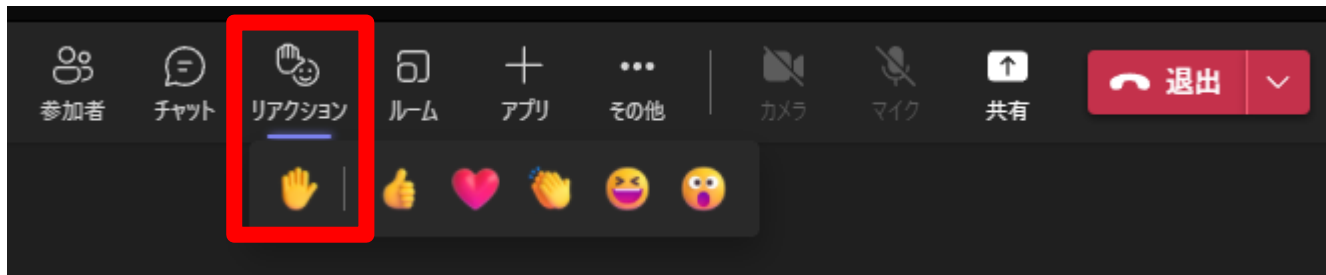 参加者
チャット
リアクション
ルーム
アプリ
その他
カメラ
マイク
共有
退出